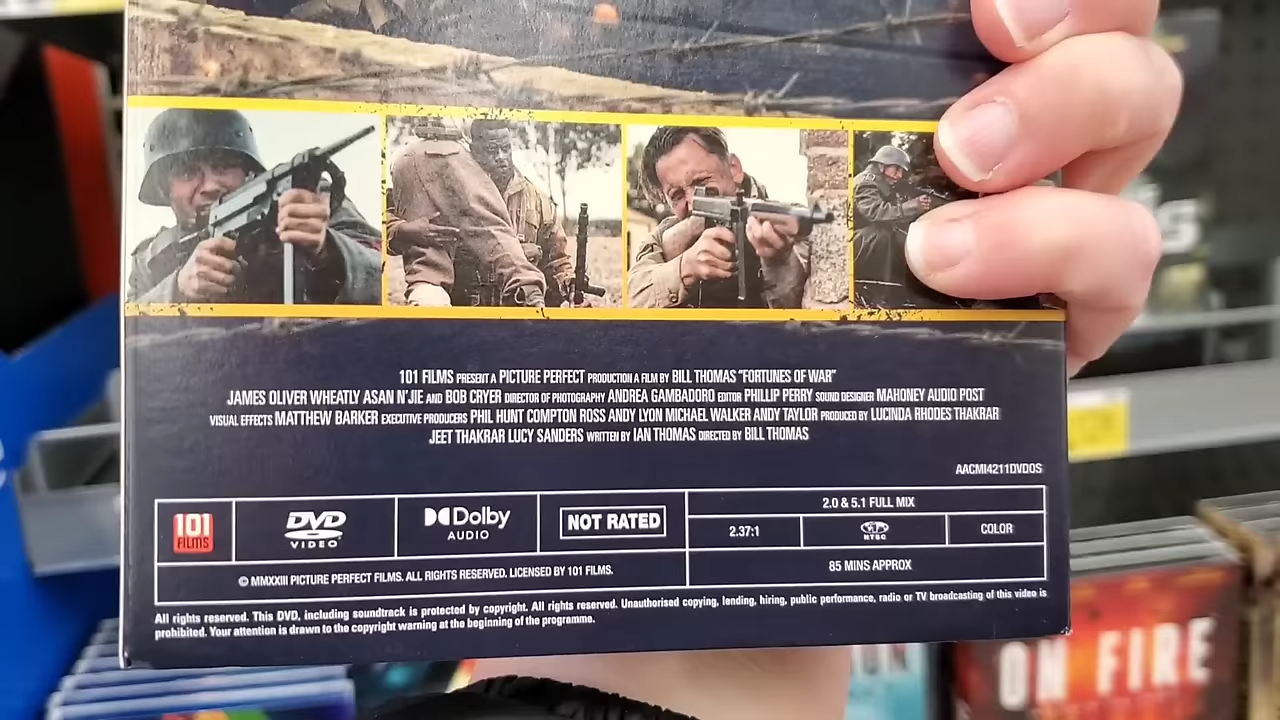 101 FILMS PRESENT A PICTURE PERFECT PRODUCTION A FILM BY BILL THOMAS "FORTUNES OF WAR"
JAMES OLIVER WHEATLY ASAN N'JIE AND BOB CRYER DIRECTOR OF PHOTOGRAPHY ANDREA GAMBADORO EDITOR PHILLIP PERRY SOUND DESIGNER MAHONEY AUDIO POST
VISUAL EFFECTS MATTHEW BARKER EXECUTIVE PRODUCERS PHIL HUNT COMPTON ROSS ANDY LYON MICHAEL WALKER ANDY TAYLOR PRODUCED BY LUCINDA RHODES THAKRAR
JEET THAKRAR LUCY SANDERS WRITTEN BY IAN THOMAS DIRECTED BY BILL THOMAS
AACMI4211DVDOS
101
FILMS
DVD
VIDEO
Dolby
AUDIO
NOT RATED
2.0 & 5.1 FULL MIX
2.37:1
NTSC
COLOR
© MMXXIII PICTURE PERFECT FILMS. ALL RIGHTS RESERVED. LICENSED BY 101 FILMS.
85 MINS APPROX
All rights reserved. This DVD, including soundtrack is protected by copyright. All rights reserved. Unauthorised copying, lending, hiring, public performance, radio or TV broadcasting of this video is
prohibited. Your attention is drawn to the copyright warning at the beginning of the programme.
ON FIRE